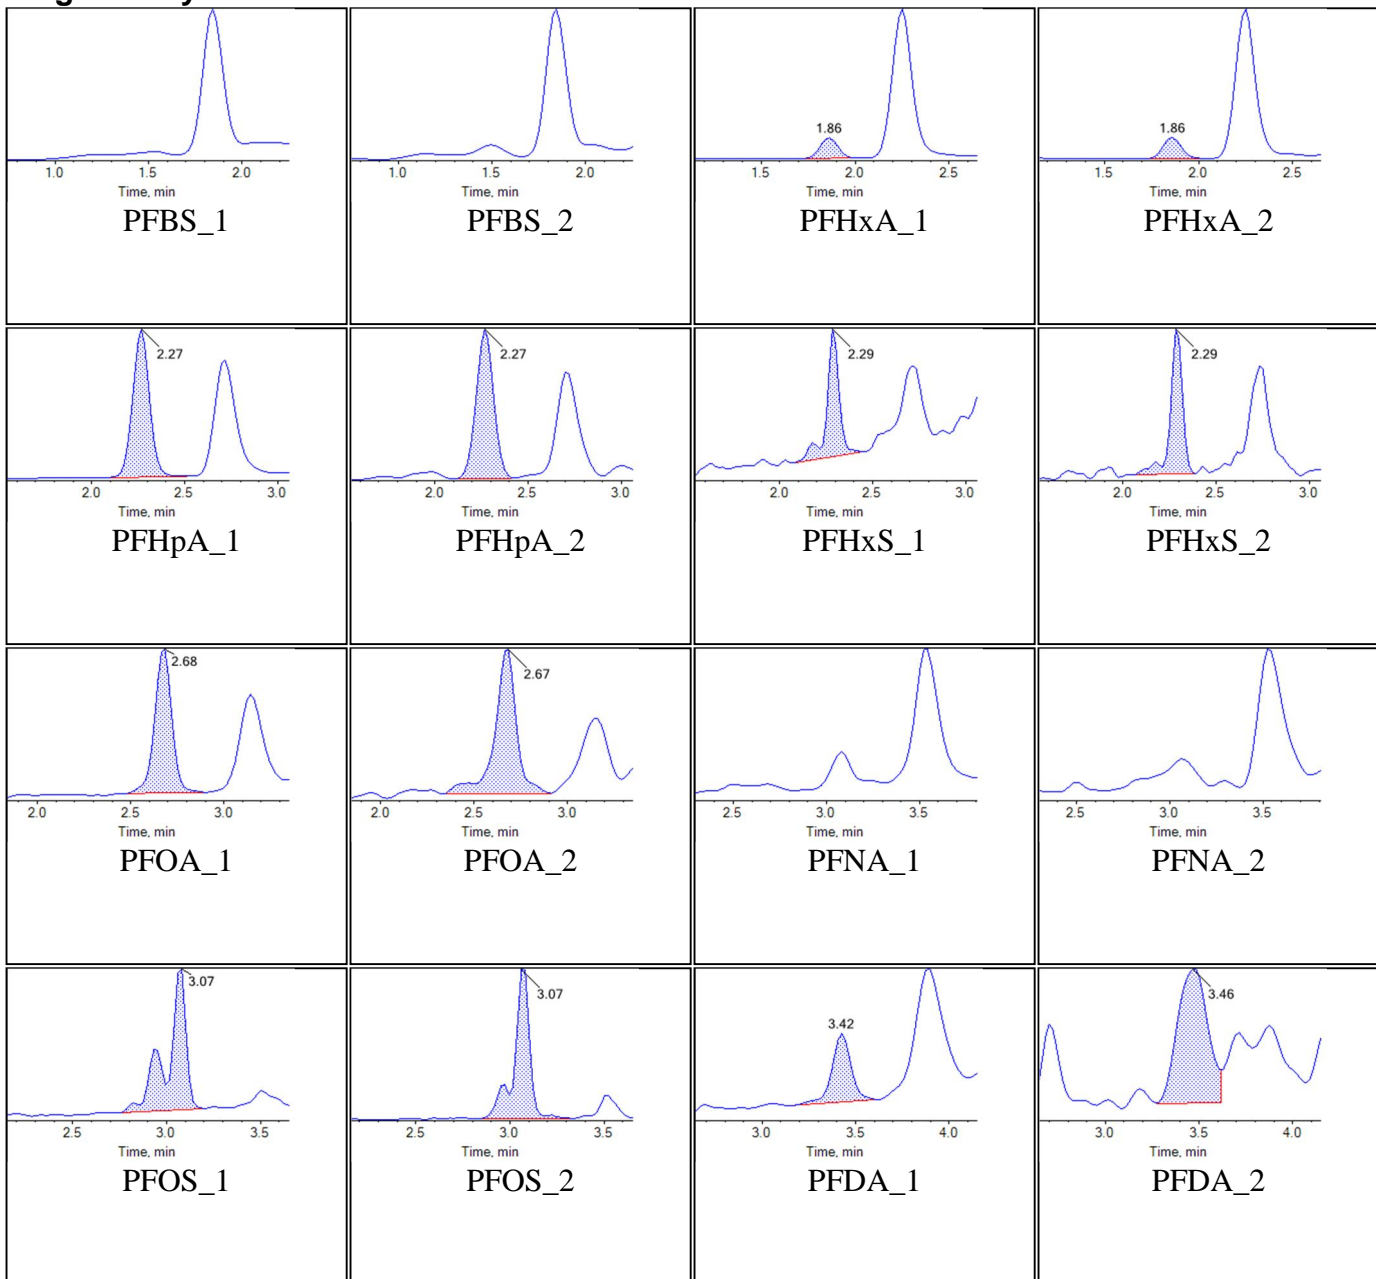 1.86 1.86
1.0 1.5 2.0 1.0 1.5 2.0 1.5 2.0 2.5 1.5 2.0 2.5
Time, min Time, min Time, min Time, min
PFBS_1 PFBS_2 PFHxA_1 PFHxA_2
2.27 2.27 2.29 2.29
2.0 2.5 3.0 2.0 2.5 3.0 2.0 2.5 3.0 2.0 2.5 3.0
Time, min Time, min Time, min Time, min
PFHpA_1 PFHpA_2 PFHxS_1 PFHxS_2
2.68 2.67
2.0 2.5 3.0 2.0 2.5 3.0 2.5 3.0 3.5 2.5 3.0 3.5
Time, min Time, min Time, min Time, min
PFOA_1 PFOA_2 PFNA_1 PFNA_2
3.07 3.07 3.42 3.46
2.5 3.0 3.5 2.5 3.0 3.5 3.0 3.5 4.0 3.0 3.5 4.0
Time, min Time, min Time, min Time, min
PFOS_1 PFOS_2 PFDA_1 PFDA_2